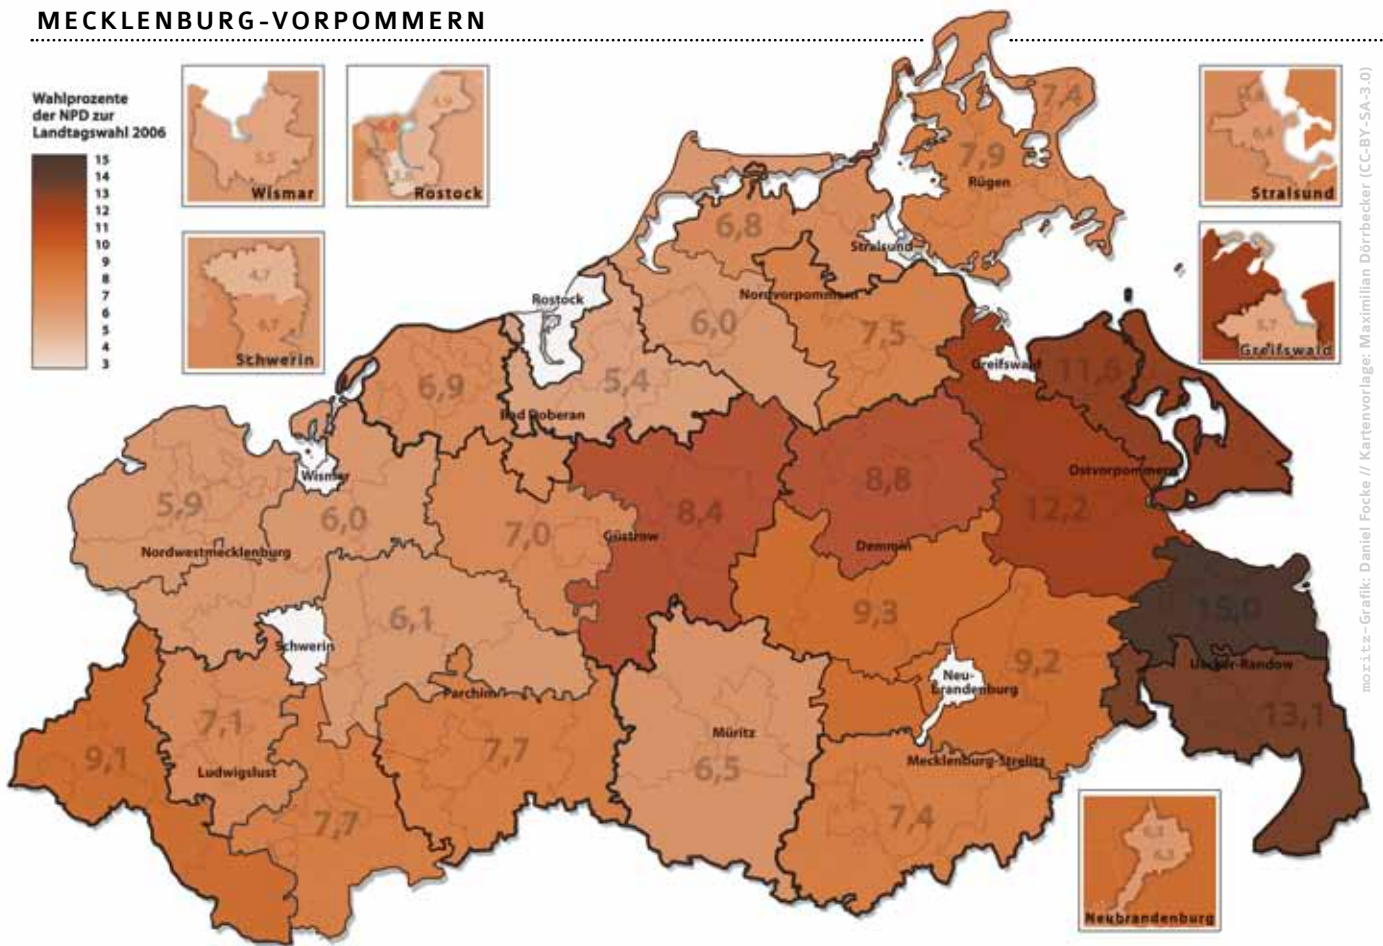 MECKLENBURG-VORPOMMERN
Wahlprozente
der NPD zur
Landtagswahl 2006
15
14
13
12
11
10
9
8
7
6
5
4
3
5,5
Wismar
4,9
Rostock
4,7
6,7
Schwerin
6,4
Stralsund
5,7
Greifswald
7,4
7,9
Rügen
6,8
Stralsund
Nordvorpommern
Rostock
6,0
7,5
Greifswald
11,6
6,9
5,4
Bad Doberan
Ostvorpommern
Wismar
5,9
6,0
7,0
Güstrow
8,4
8,8
Demmin
12,2
Nordwestmecklenburg
6,1
Schwerin
9,3
15,0
Uecker-Randow
9,2
Neu-
brandenburg
Parchim
13,1
7,1
9,1
7,7
Müritz
6,5
Mecklenburg-Strelitz
Ludwigslust
7,7
7,4
6,3
Neubrandenburg
moritz-Grafik: Daniel Focke // Kartenvorlage: Maximilian Dörrbecker (CC-BY-SA-3.0)